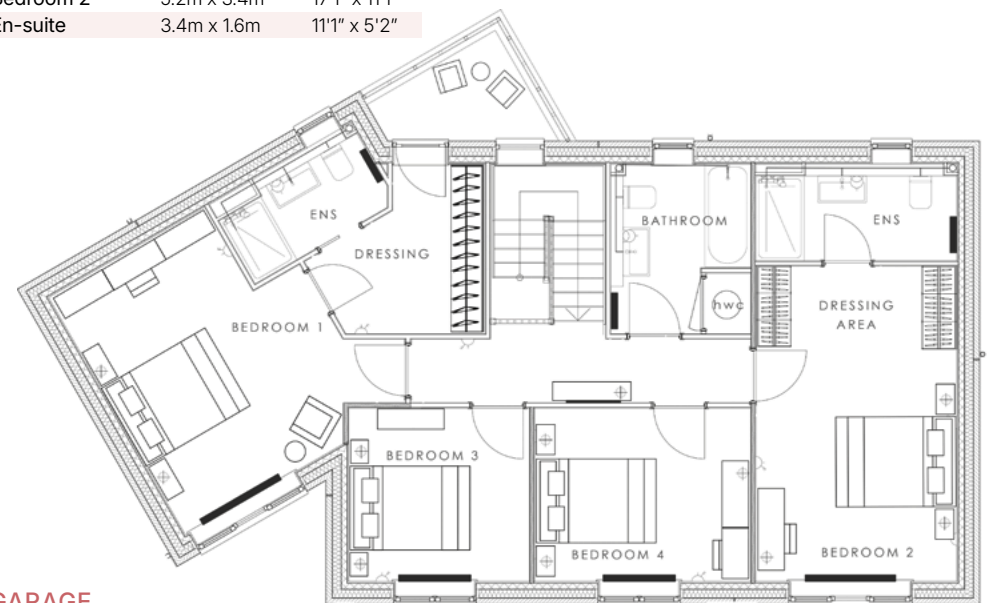 En-suite 3.4m x 1.6m 11'1” x 5'2”
ENS
BATHROOM
ENS
DRESSING
hwc
DRESSING
AREA
BEDROOM 1
BEDROOM 3
BEDROOM 4
BEDROOM 2
GARAGE